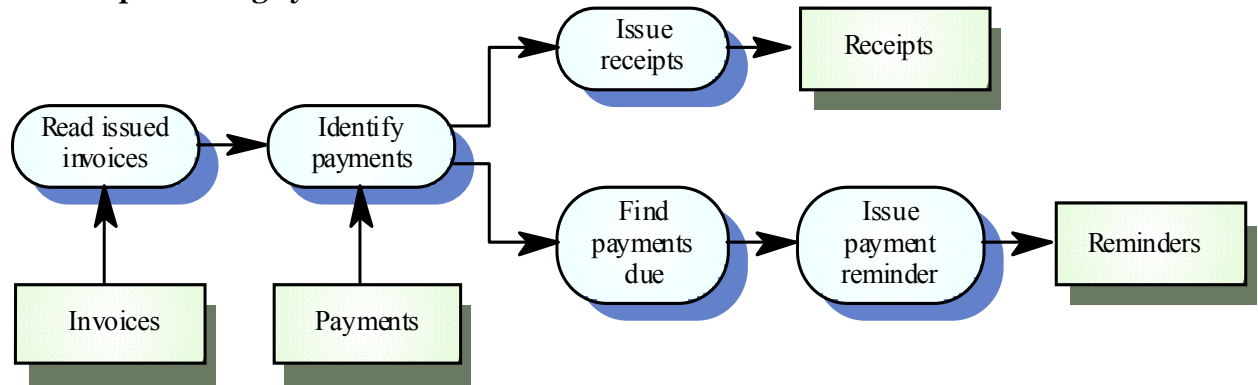 Issue
receipts
Receipts
Read issued
invoices
Identify
payments
Find
payments
due
Issue
payment
reminder
Reminders
Invoices
Payments